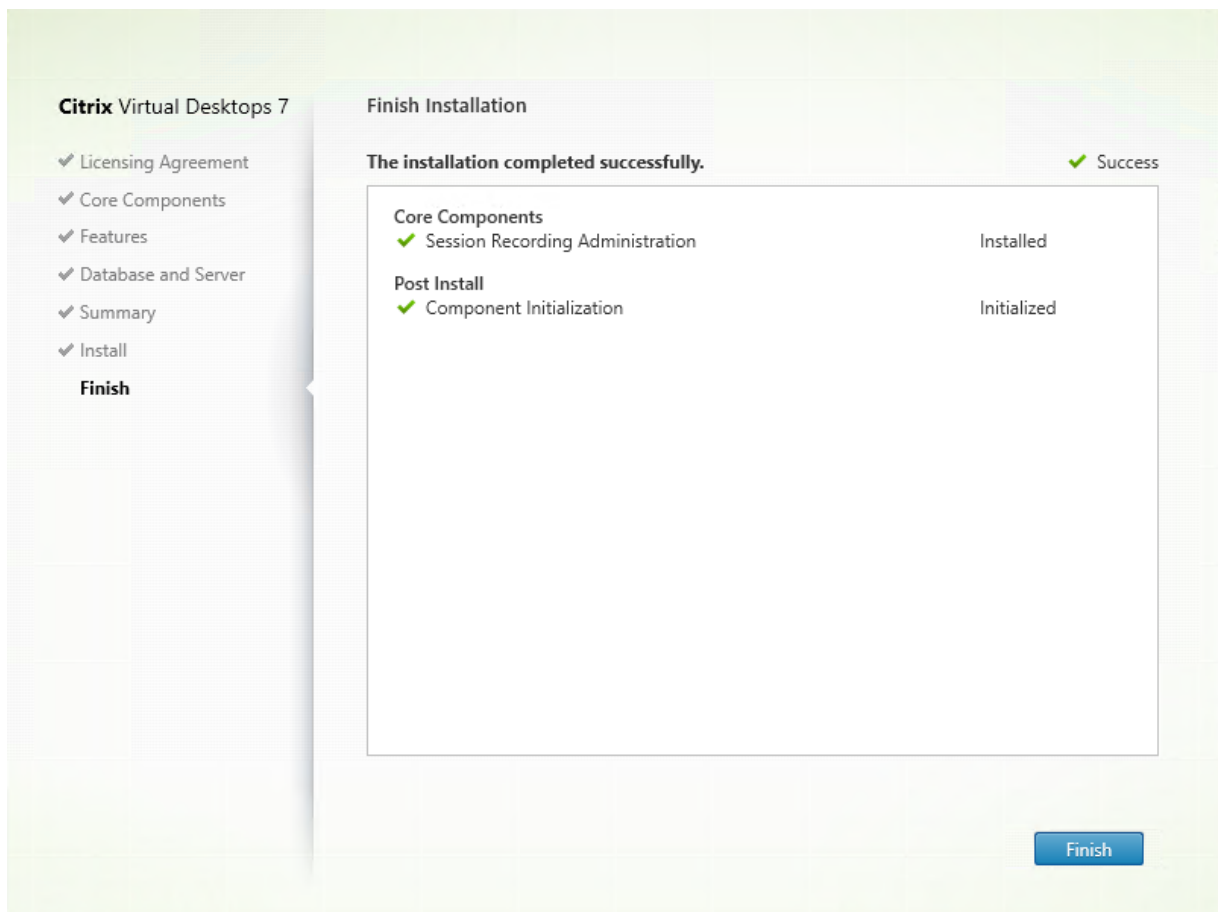 Citrix Virtual Desktops 7
Licensing Agreement
Core Components
Features
Database and Server
Summary
Install
Finish
Finish Installation
The installation completed successfully.
Success
Core Components
Session Recording Administration Installed
Post Install
Component Initialization Initialized
Finish